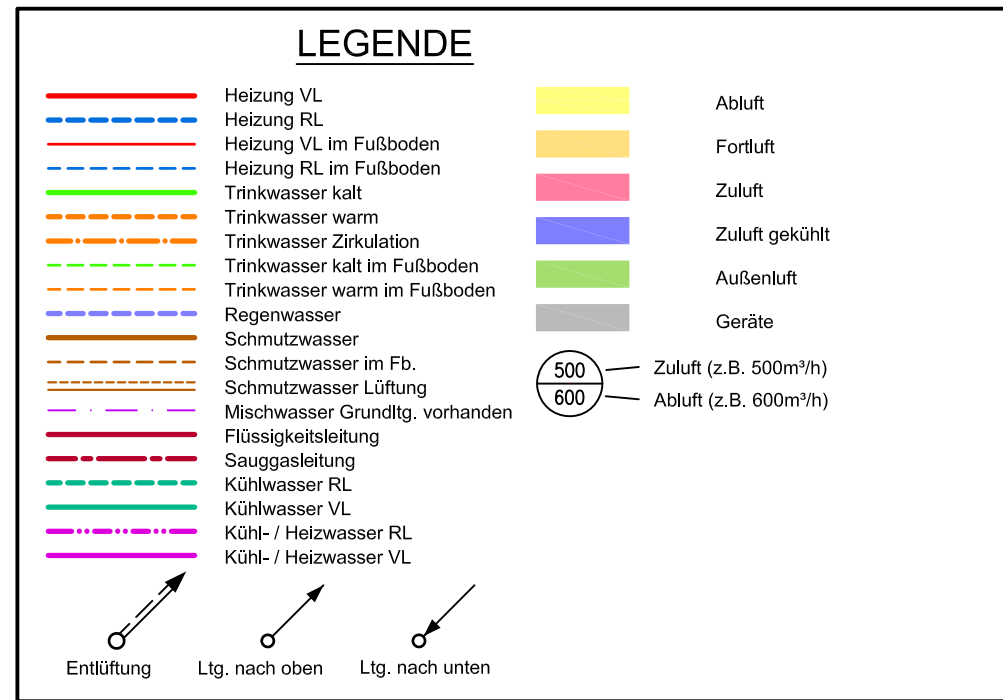 LEGENDE
Heizung VL
Heizung RL
Heizung VL im Fußboden
Heizung RL im Fußboden
Trinkwasser kalt
Trinkwasser warm
Trinkwasser Zirkulation
Trinkwasser kalt im Fußboden
Trinkwasser warm im Fußboden
Regenwasser
Schmutzwasser
Schmutzwasser im Fb.
Schmutzwasser Lüftung
Mischwasser Grundltg. vorhanden
Flüssigkeitsleitung
Sauggasleitung
Kühlwasser RL
Kühlwasser VL
Kühl- / Heizwasser RL
Kühl- / Heizwasser VL
Entlüftung
Ltg. nach oben
Ltg. nach unten
Abluft
Fortluft
Zuluft
Zuluft gekühlt
Außenluft
Geräte
500
Zuluft (z.B. 500m³/h)
600
Abluft (z.B. 600m³/h)